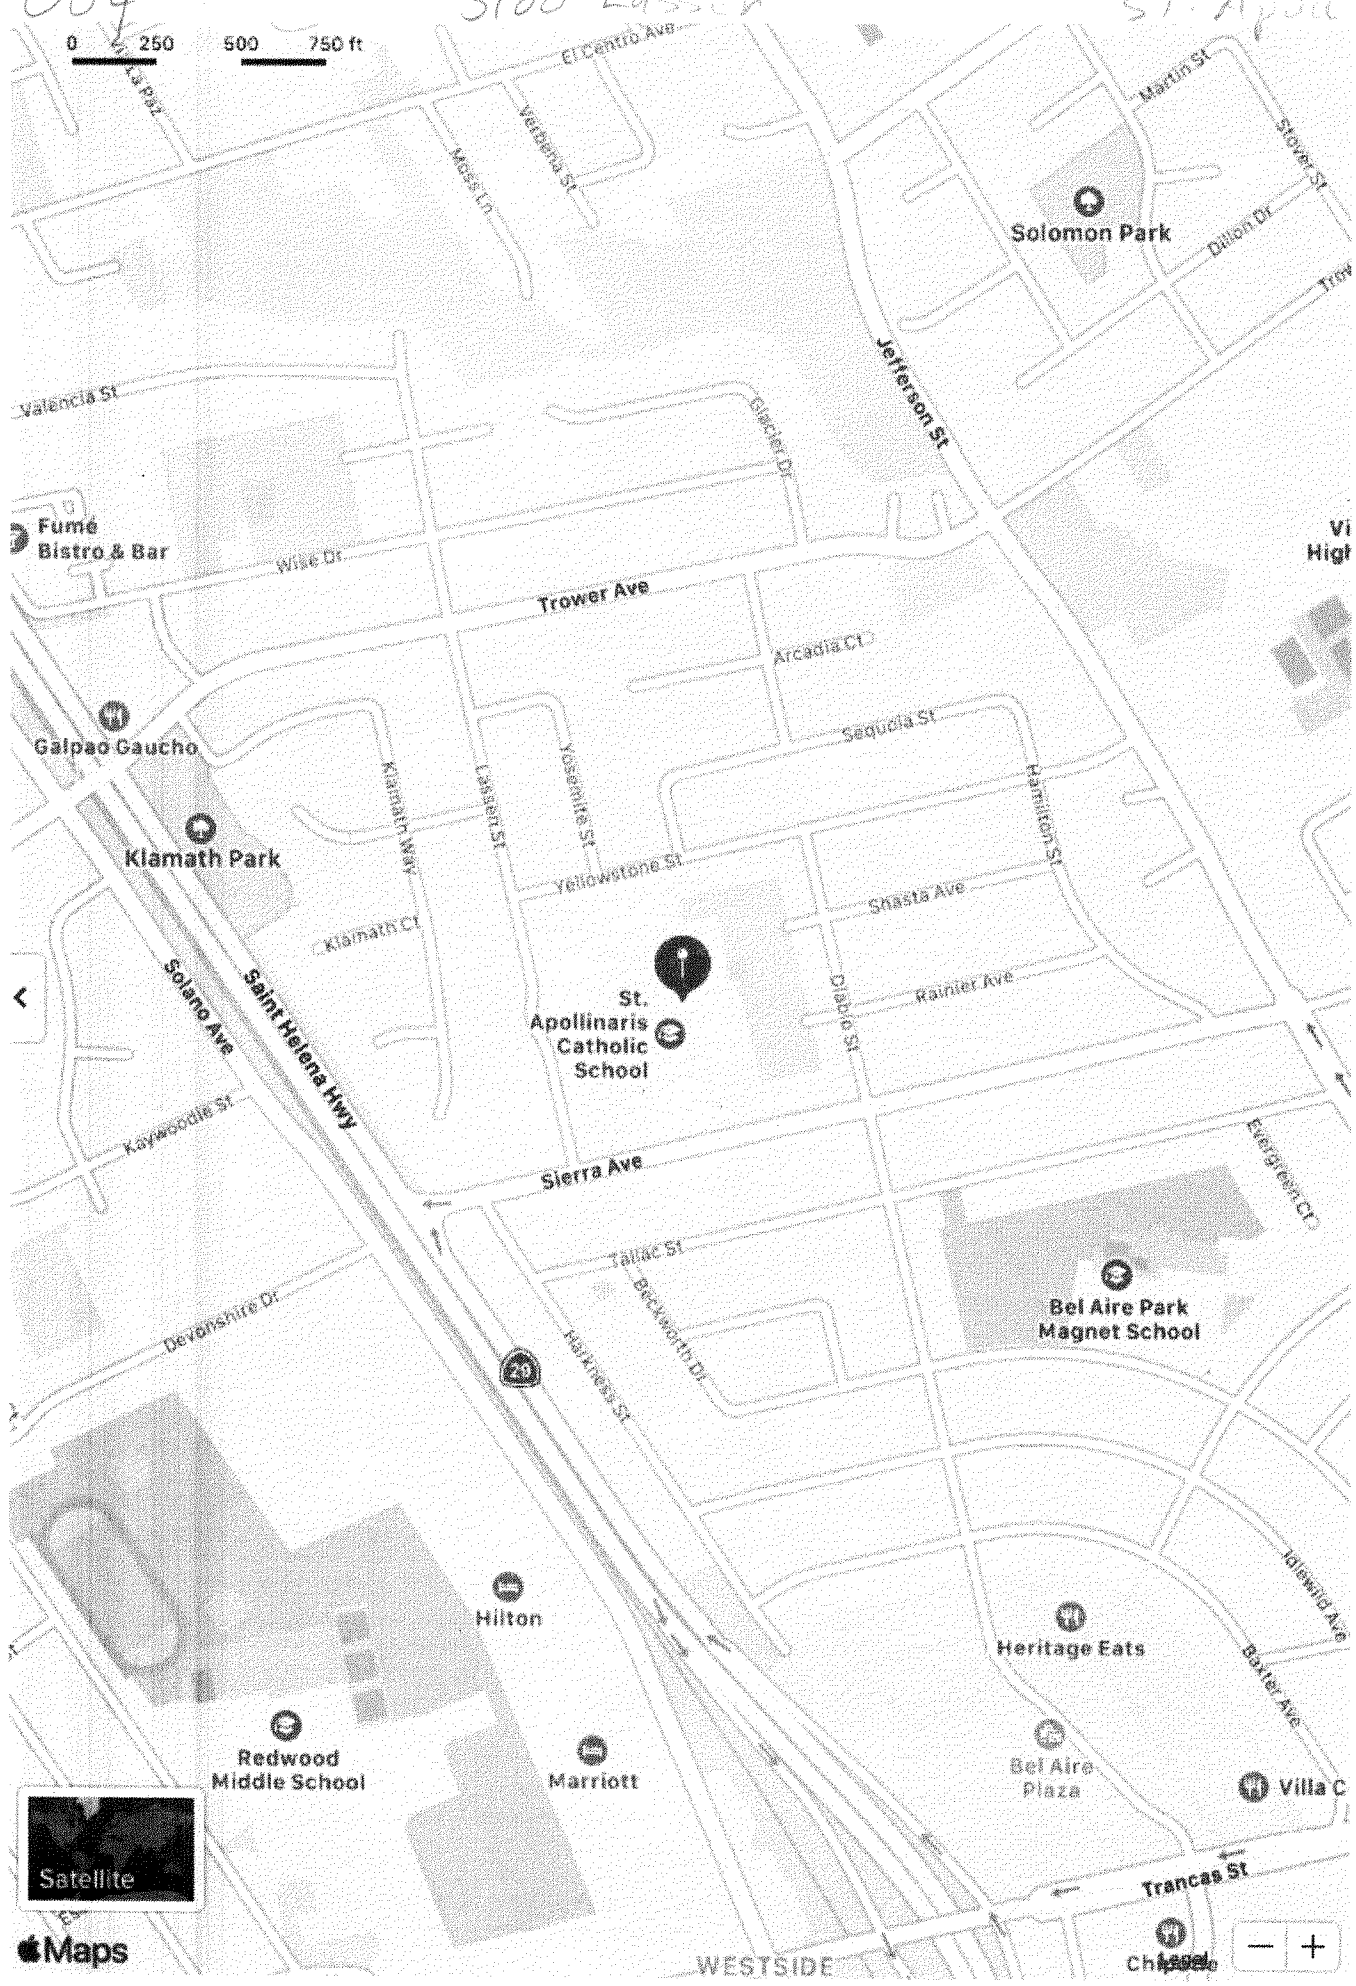 3100 Lassen
0 250 500 750 ft
El Centro Ave
Martin St
Verbena St
Stover St
Moss Ln
Solomon Park
Dillon Dr
Jefferson St
Valencia St
Glacier Dr
Fumé
Bistro & Bar
Wise Dr
Trower Ave
Arcadia Ct
Sequoia St
Galpao Gaucho
Klamath Way
Lassen St
Yosemite St
Hamilton St
Klamath Park
Yellowstone St
Shasta Ave
Klamath Ct
Solano Ave
Saint Helena Hwy
St.
Apollinaris
Catholic
School
Diablo St
Rainier Ave
Kaywoodie St
Sierra Ave
Evergreen Ct
Tallac St
Beckworth Dr
Bel Aire Park
Magnet School
Devonshire Dr
29
Harkness St
Idlewild Ave
Hilton
Heritage Eats
Baxter Ave
Redwood
Middle School
Marriott
Bel Aire
Plaza
Villa C
Satellite
Trancas St
Maps
WESTSIDE